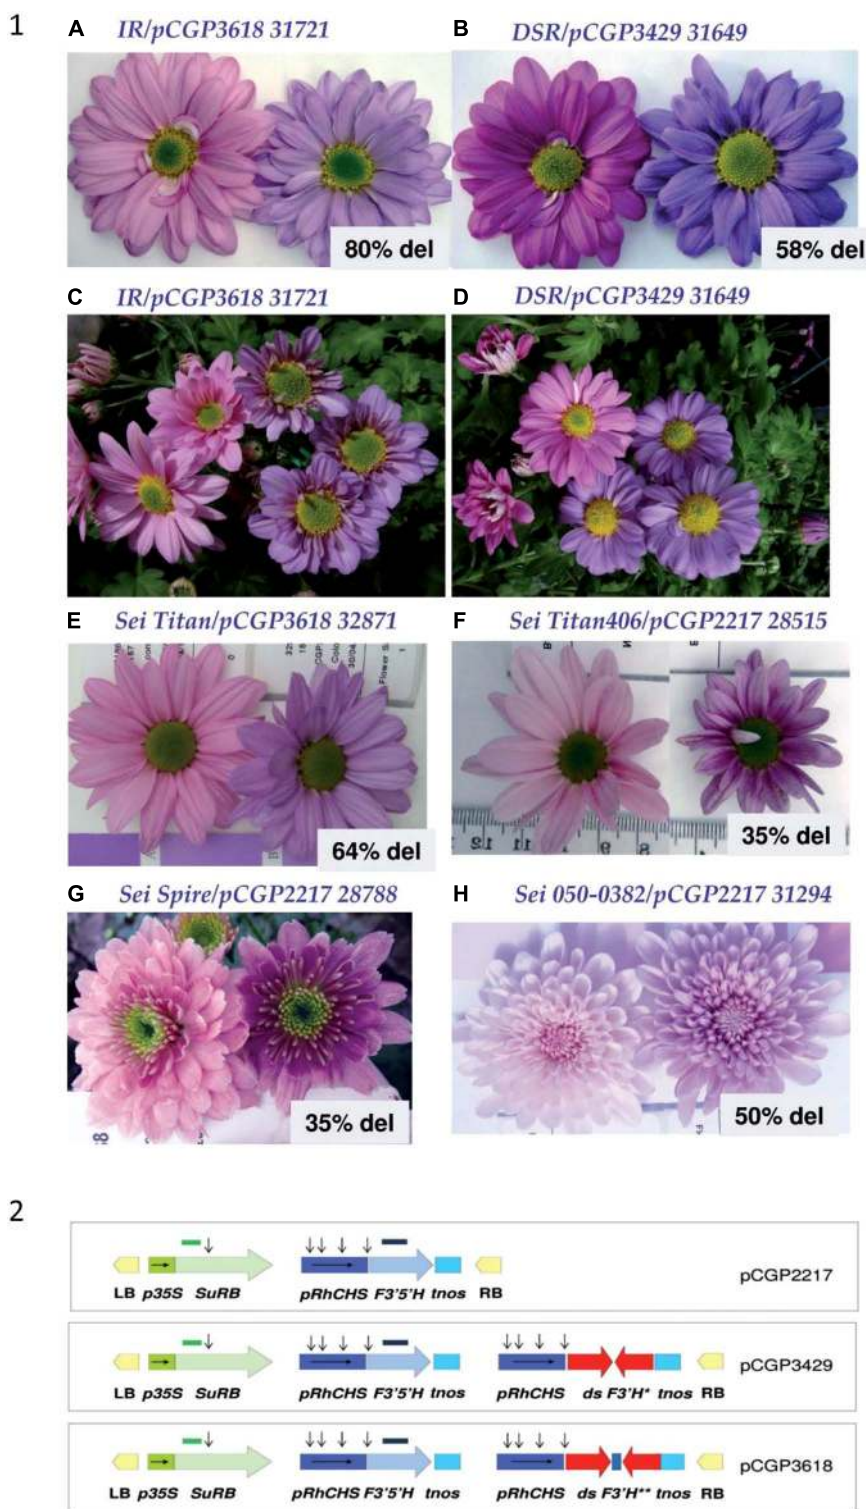 1
A IR/pCGP3618 31721
B DSR/pCGP3429 31649
80% del
58% del
C IR/pCGP3618 31721
D DSR/pCGP3429 31649
E Sei Titan/pCGP3618 32871
F Sei Titan406/pCGP2217 28515
64% del
35% del
G Sei Spire/pCGP2217 28788
H Sei 050-0382/pCGP2217 31294
35% del
50% del
2
pCGP2217
LB p35S SuRB pRhCHS F3'5'H tnos RB
pCGP3429
LB p35S SuRB pRhCHS F3'5'H tnos pRhCHS ds F3'H* tnos RB
pCGP3618
LB p35S SuRB pRhCHS F3'5'H tnos pRhCHS ds F3'H** tnos RB